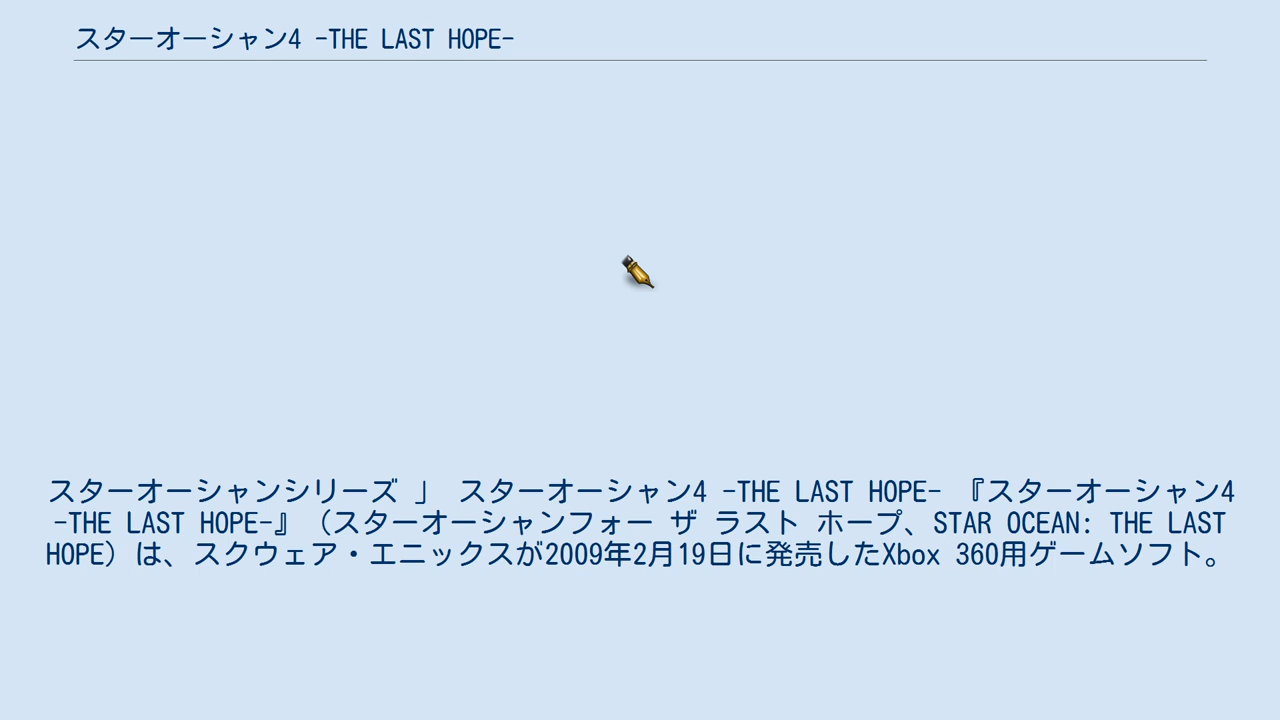 スターオーシャン4 -THE LAST HOPE-
スターオーシャンシリーズ 」 スターオーシャン4 -THE LAST HOPE- 『スターオーシャン4
-THE LAST HOPE-』（スターオーシャンフォー ザ ラスト ホープ、STAR OCEAN: THE LAST
HOPE）は、スクウェア・エニックスが2009年2月19日に発売したXbox 360用ゲームソフト。